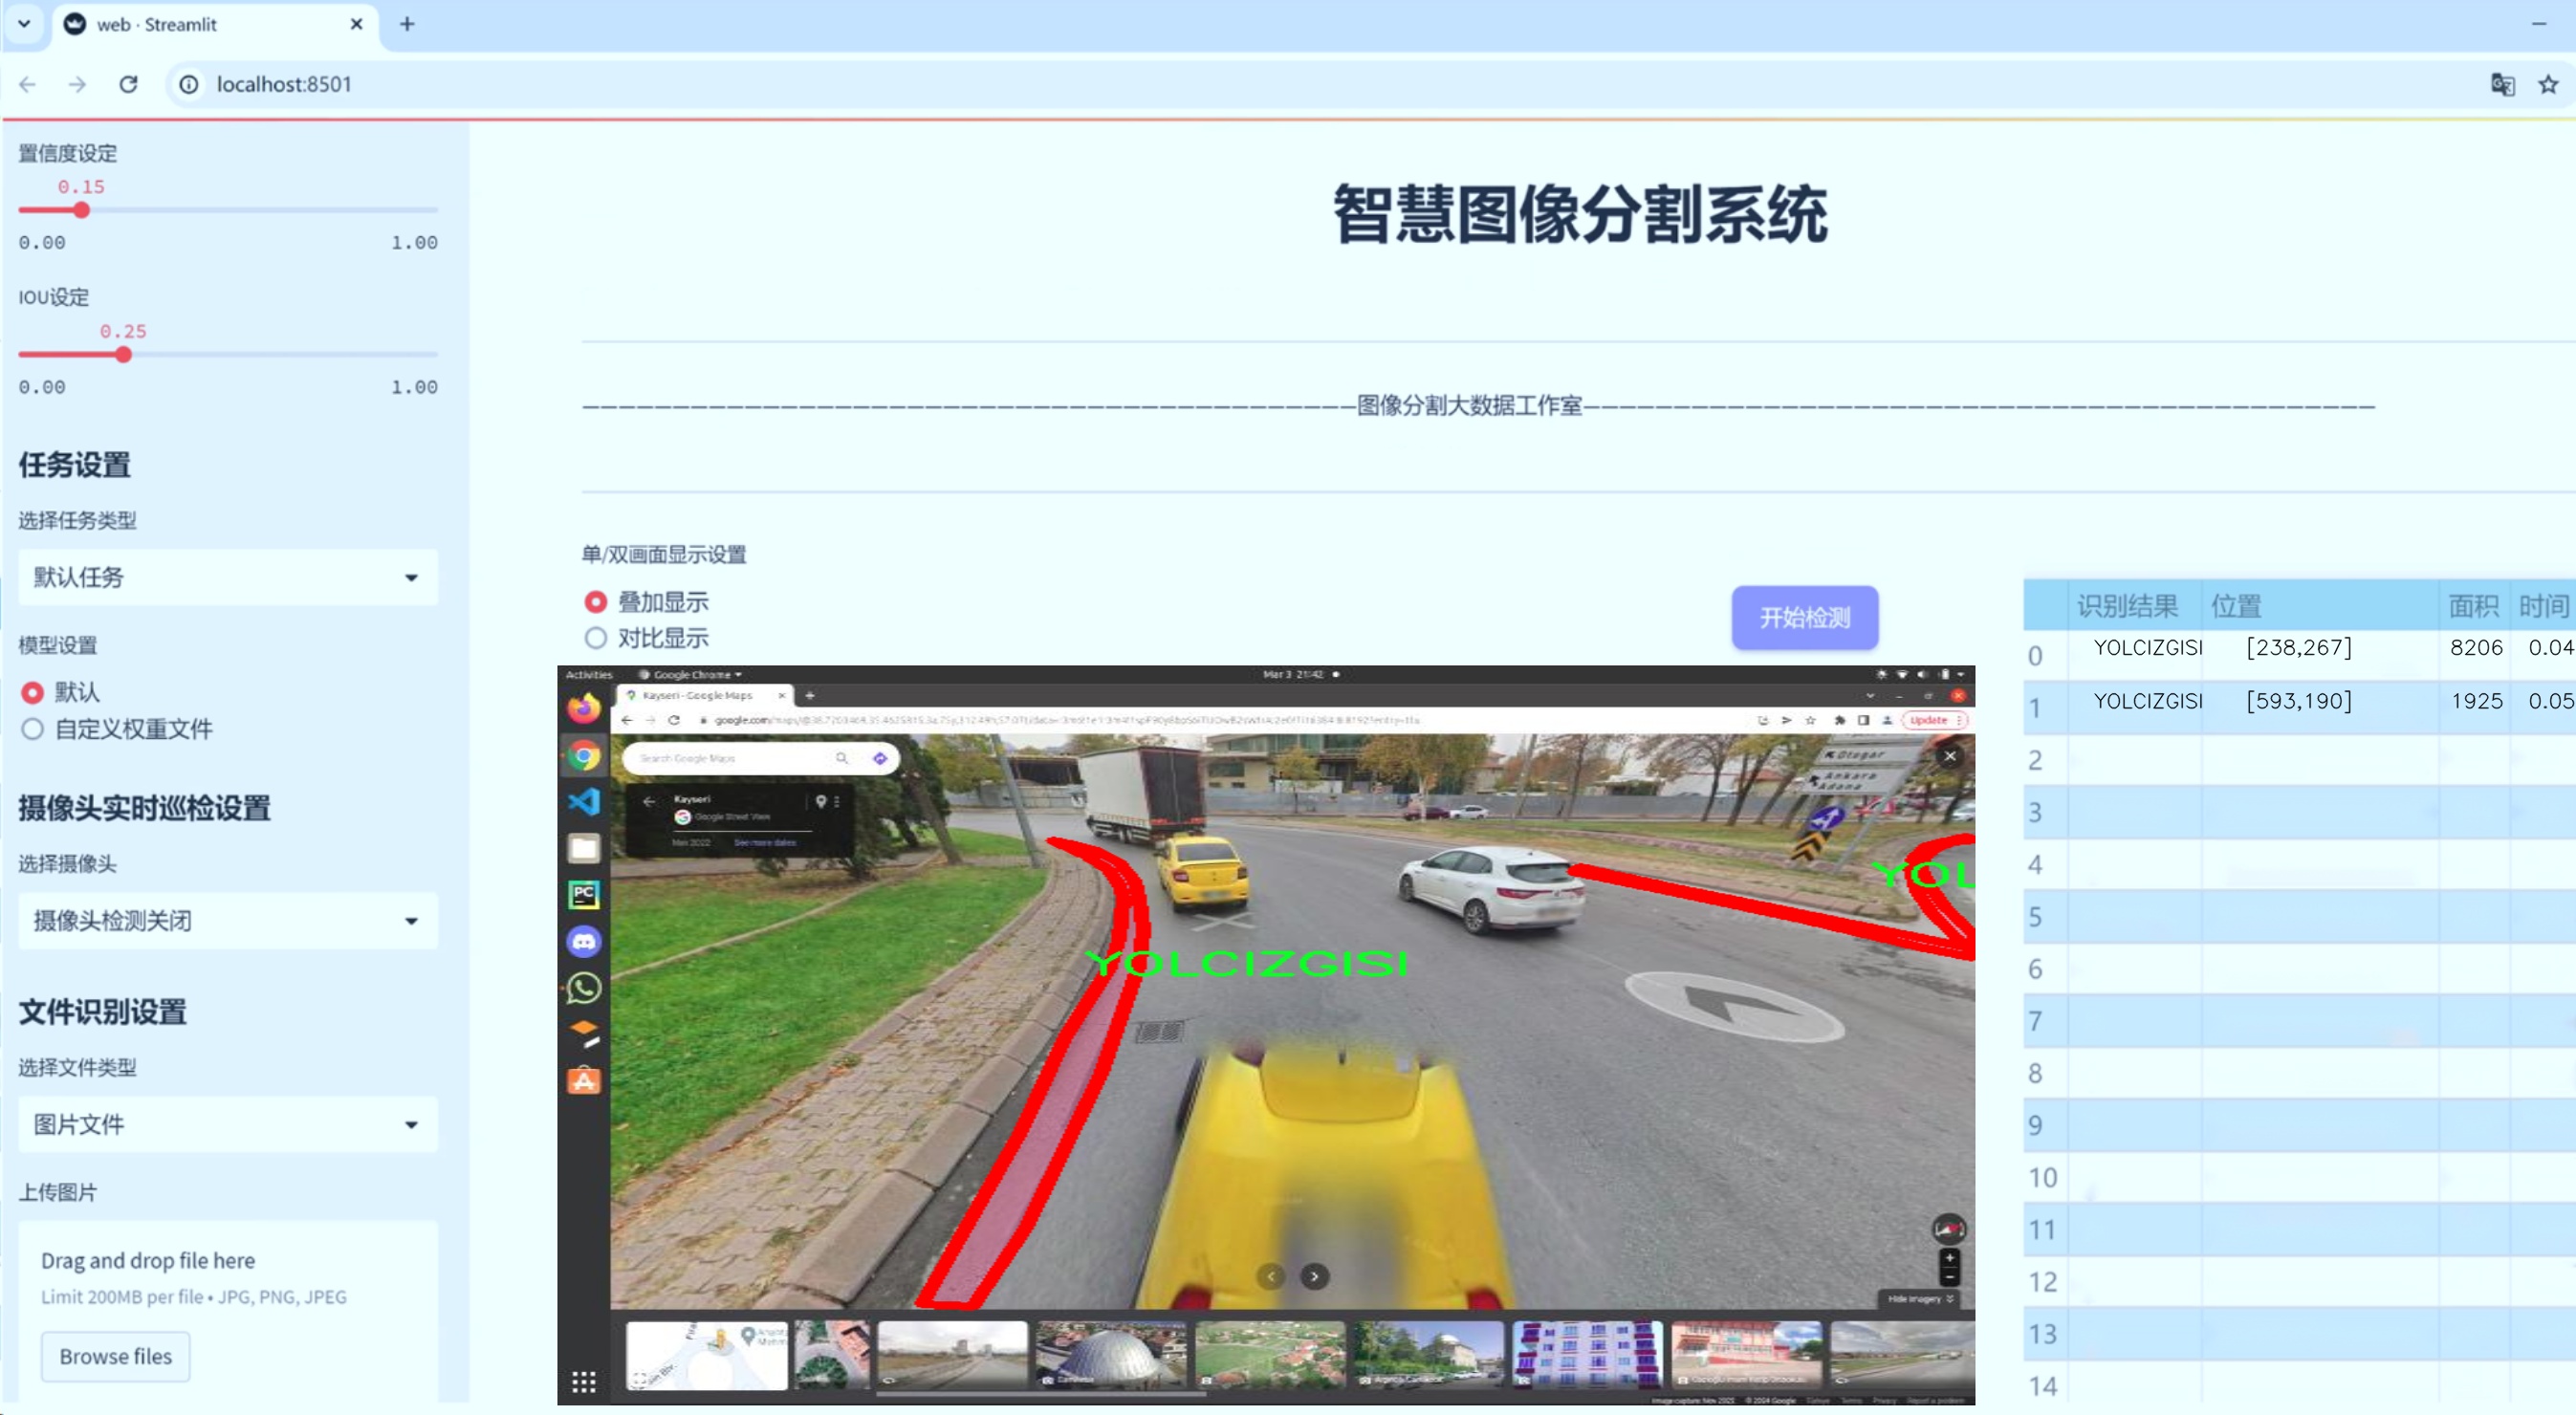 web · Streamlit
localhost:8501
置信度设定
0.15
0.00 1.00
IOU设定
0.25
0.00 1.00
任务设置
选择任务类型
默认任务
模型设置
默认
自定义权重文件
摄像头实时巡检设置
选择摄像头
摄像头检测关闭
文件识别设置
选择文件类型
图片文件
上传图片
Drag and drop file here
Limit 200MB per file • JPG, PNG, JPEG
Browse files
智慧图像分割系统
图像分割大数据工作室
单/双画面显示设置
叠加显示
对比显示
开始检测
Activities Google Chrome Mar 3 21:42
Kayseri - Google Maps
Update
Search Google Maps
Kayseri
Google Street View
See more dates
Otogar
Ankara
Adana
YOL
YOLCIZGISI
Hide imagery
识别结果 位置 面积 时间
0 YOLCIZGISI [238,267] 8206 0.04
1 YOLCIZGISI [593,190] 1925 0.05
2
3
4
5
6
7
8
9
10
11
12
13
14